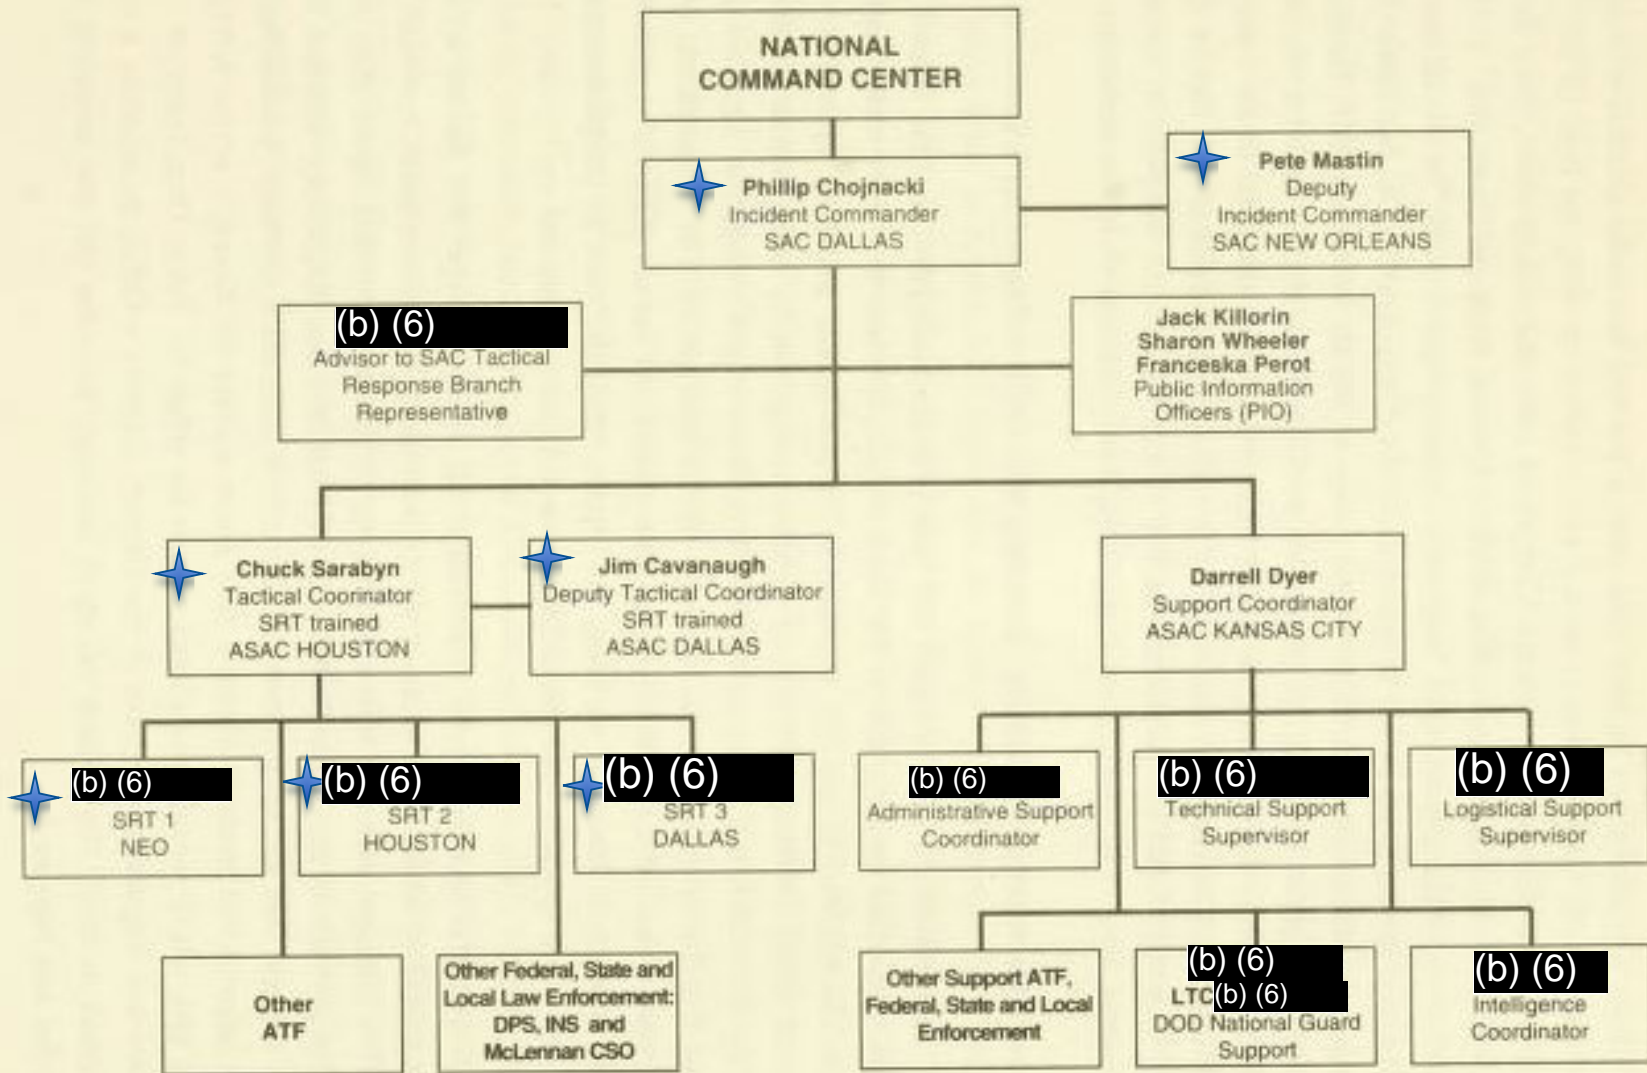 NATIONAL
COMMAND CENTER
Phillip Chojnacki
Incident Commander
SAC DALLAS
Pete Mastin
Deputy
Incident Commander
SAC NEW ORLEANS
(b) (6)
Advisor to SAC Tactical
Response Branch
Representative
Jack Killorin
Sharon Wheeler
Franceska Perot
Public Information
Officers (PIO)
Chuck Sarabyn
Tactical Coorinator
SRT trained
ASAC HOUSTON
Jim Cavanaugh
Deputy Tactical Coordinator
SRT trained
ASAC DALLAS
Darrell Dyer
Support Coordinator
ASAC KANSAS CITY
(b) (6)
SRT 1
NEO
(b) (6)
SRT 2
HOUSTON
(b) (6)
SRT 3
DALLAS
(b) (6)
Administrative Support
Coordinator
(b) (6)
Technical Support
Supervisor
(b) (6)
Logistical Support
Supervisor
Other
ATF
Other Federal, State and
Local Law Enforcement:
DPS, INS and
McLennan CSO
Other Support ATF,
Federal, State and Local
Enforcement
(b) (6)
LTC (b) (6)
DOD National Guard
Support
(b) (6)
Intelligence
Coordinator